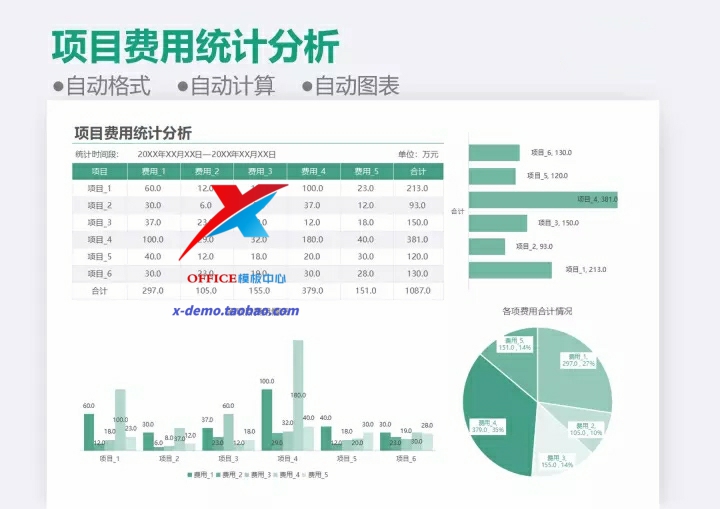 项目费用统计分析
●自动格式 ●自动计算 ●自动图表
项目费用统计分析
统计时间段: 20XX年XX月XX日—20XX年XX月XX日 单位：万元
项目 费用_1 费用_2 费用_3 费用_4 费用_5 合计
项目_1 60.0 12.0 100.0 23.0 213.0
项目_2 30.0 6.0 37.0 12.0 93.0
项目_3 37.0 12.0 18.0 150.0
项目_4 100.0 32.0 180.0 40.0 381.0
项目_5 40.0 12.0 18.0 20.0 30.0 120.0
项目_6 30.0 30.0 28.0 130.0
合计 297.0 105.0 155.0 379.0 151.0 1087.0
OFFICE模板中心
x-demo.taobao.com
项目_6, 130.0
项目_5, 120.0
项目_4, 381.0
合计
项目_3, 150.0
项目_2, 93.0
项目_1, 213.0
60.0 12.0 18.0 100.0 23.0
30.0 6.0 8.0 37.0 12.0
37.0 23.0 60.0 12.0 18.0
100.0 29.0 32.0 180.0 40.0
40.0 12.0 18.0 20.0 30.0
30.0 23.0 19.0 30.0 28.0
项目_1 项目_2 项目_3 项目_4 项目_5 项目_6
■费用_1 ■费用_2 ■费用_3 ■费用_4 ■费用_5
各项费用合计情况
费用_5,
151.0 , 14%
费用_1,
297.0 , 27%
费用_2,
105.0 , 10%
费用_3,
155.0 , 14%
费用_4,
379.0 , 35%